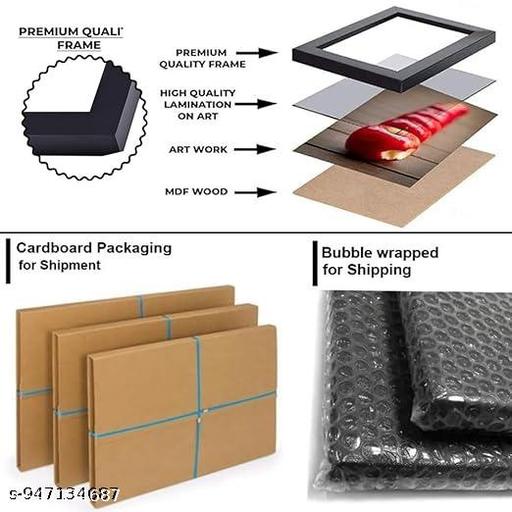 PREMIUM QUALI
FRAME
PREMIUM
QUALITY FRAME
HIGH QUALITY
LAMINATION
ON ART
ART WORK
MDF WOOD
Cardboard Packaging
for Shipment
Bubble wrapped
for Shipping
s-947134687